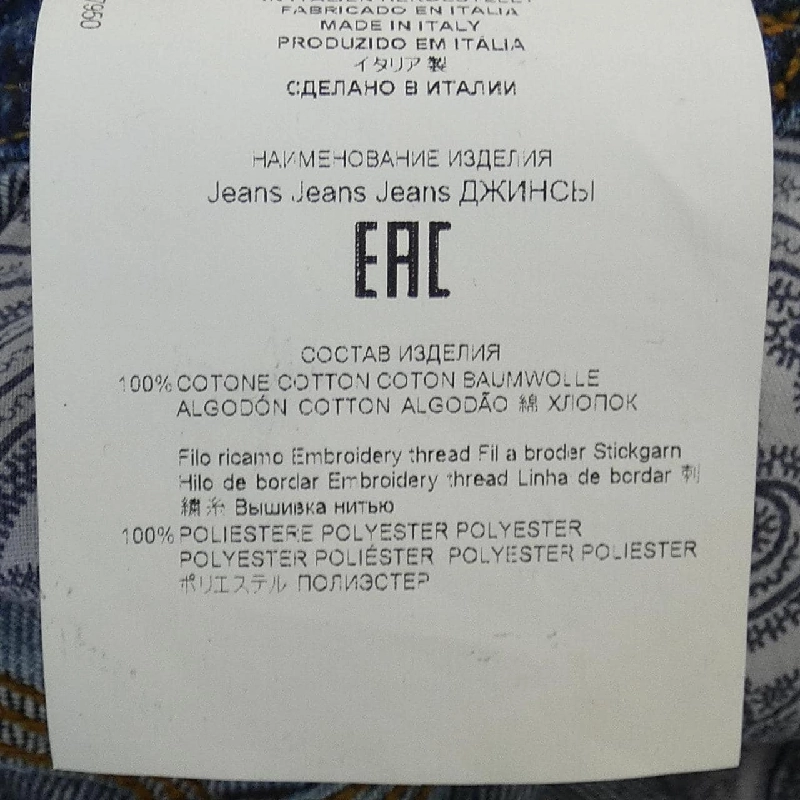 FABRICADO EN ITALIA
MADE IN ITALY
PRODUZIDO EM ITÁLIA
イタリア製
СДЕЛАНО В ИТАЛИИ
НАИМЕНОВАНИЕ ИЗДЕЛИЯ
Jeans Jeans Jeans ДЖИНСЫ
EAC
СОСТАВ ИЗДЕЛИЯ
100% COTONE COTTON COTON BAUMWOLLE
ALGODÓN COTTON ALGODÃO 綿 ХЛОПОК
Filo ricamo Embroidery thread Fil a broder Stickgarn
Hilo de bordar Embroidery thread Linha de bordar 刺
繍糸 Вышивка нитью
100% POLIESTERE POLYESTER POLYESTER
POLYESTER POLIÉSTER POLYESTER POLIESTER
ポリエステル ПОЛИЭСТЕР